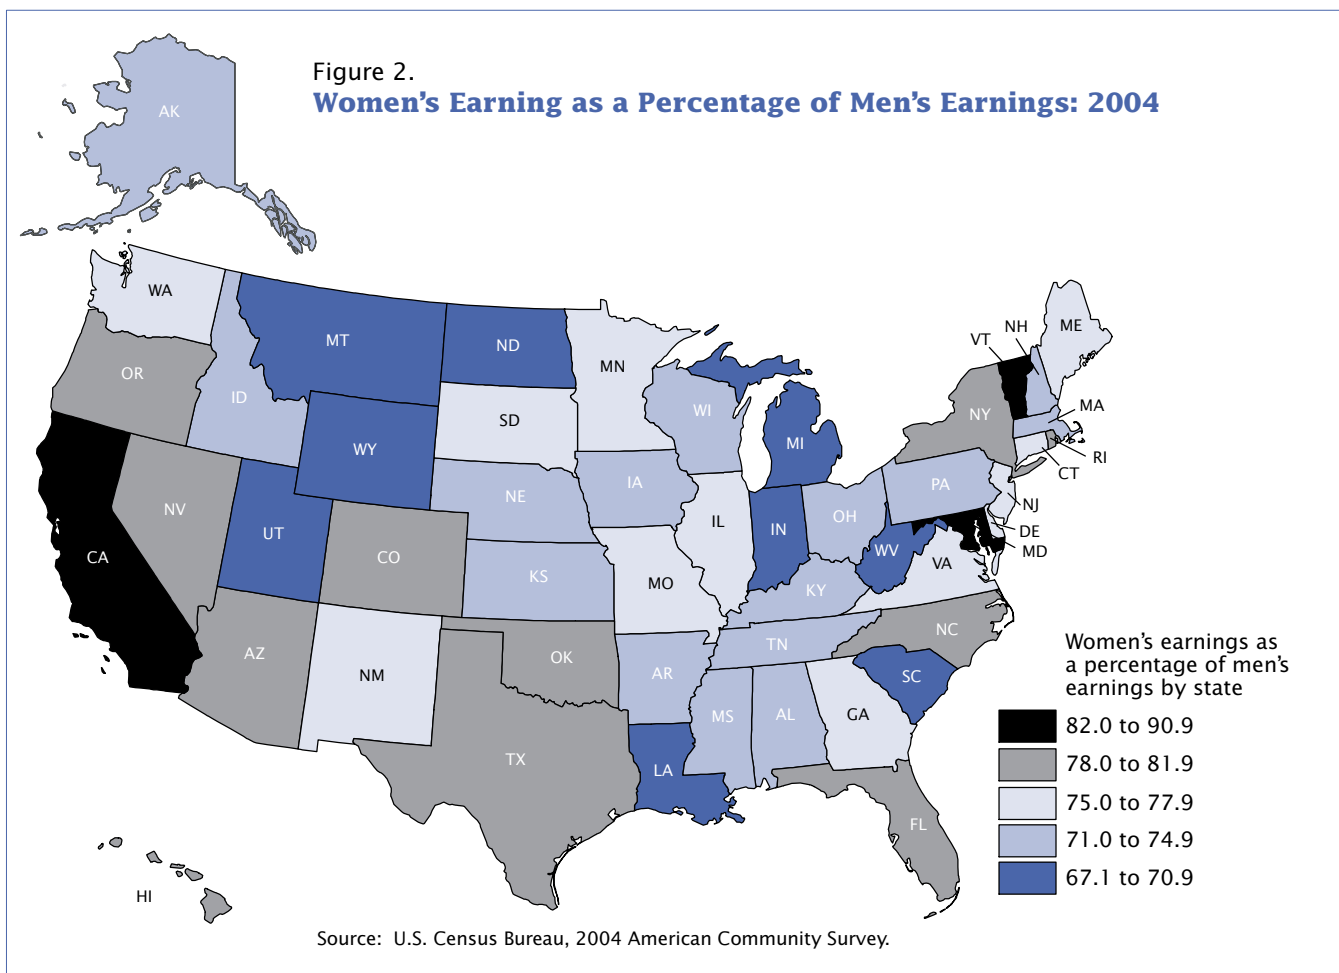 Figure 2.
Women's Earning as a Percentage of Men's Earnings: 2004
AK
WA
MT
ND
MN
VT
NH
ME
OR
ID
SD
WI
NY
MA
WY
MI
RI
CT
NV
UT
NE
IA
PA
NJ
CA
CO
IL
IN
OH
DE
MD
KS
MO
WV
VA
KY
AZ
NM
OK
AR
TN
NC
SC
TX
LA
MS
AL
GA
FL
HI
Women's earnings as
a percentage of men's
earnings by state
82.0 to 90.9
78.0 to 81.9
75.0 to 77.9
71.0 to 74.9
67.1 to 70.9
Source: U.S. Census Bureau, 2004 American Community Survey.